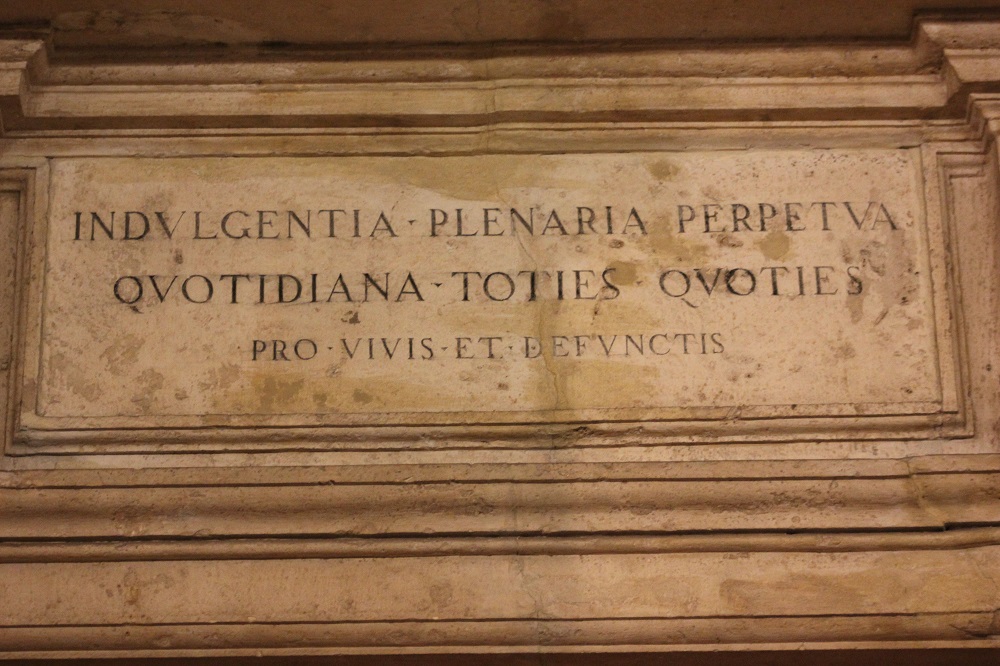 INDVLGENTIA · PLENARIA PERPETVA
QVOTIDIANA · TOTIES QVOTIES
PRO · VIVIS · ET · DEFVNCTIS